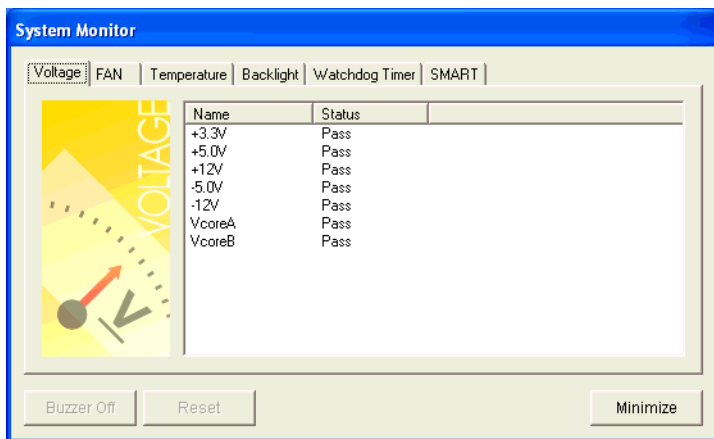 System Monitor
Voltage FAN Temperature Backlight Watchdog Timer SMART
VOLTAGE
Name Status
+3.3V Pass
+5.0V Pass
+12V Pass
-5.0V Pass
-12V Pass
VcoreA Pass
VcoreB Pass
V
Buzzer Off Reset Minimize